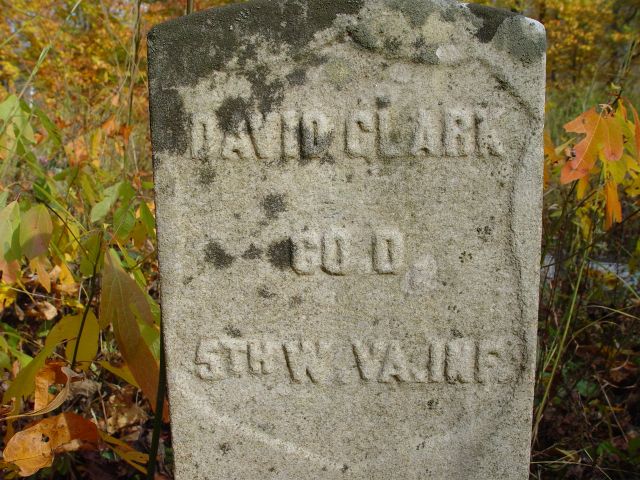 DAVID CLARK
CO D.
5TH W. VA. INF.